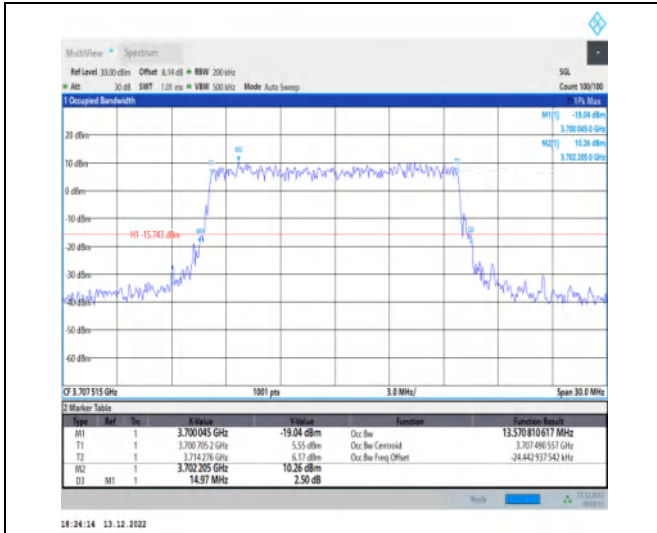 MultiView Spectrum
Ref Level 30.00 dBm Offset 8.14 dB RBW 200 kHz SGL
Att 30 dB SWT 1.01 ms VBW 500 kHz Mode Auto Sweep Count 100/100
1 Occupied Bandwidth 1Pk Max
M1[1] -19.04 dBm
3.700 045 0 GHz
M2[1] 10.26 dBm
3.702 205 0 GHz
20 dBm
M2
10 dBm
T1
0 dBm
-10 dBm
H1 -15.743 dBm
M1
-20 dBm
-30 dBm
-40 dBm
-50 dBm
-60 dBm
CF 3.707 515 GHz 1001 pts 3.0 MHz/ Span 30.0 MHz
2 Marker Table
Type Ref Trc X-Value Y-Value Function Function Result
M1 1 3.700045 GHz -19.04 dBm Occ Bw 13.570 810 617 MHz
T1 1 3.700 705 2 GHz 5.55 dBm Occ Bw Centroid 3.707 490 557 GHz
T2 1 3.714 276 GHz 6.17 dBm Occ Bw Freq Offset -24.442 937 542 kHz
M2 1 3.702 205 GHz 10.26 dBm
D3 M1 1 14.97 MHz 2.50 dB
Ready
18:24:14 13.12.2022